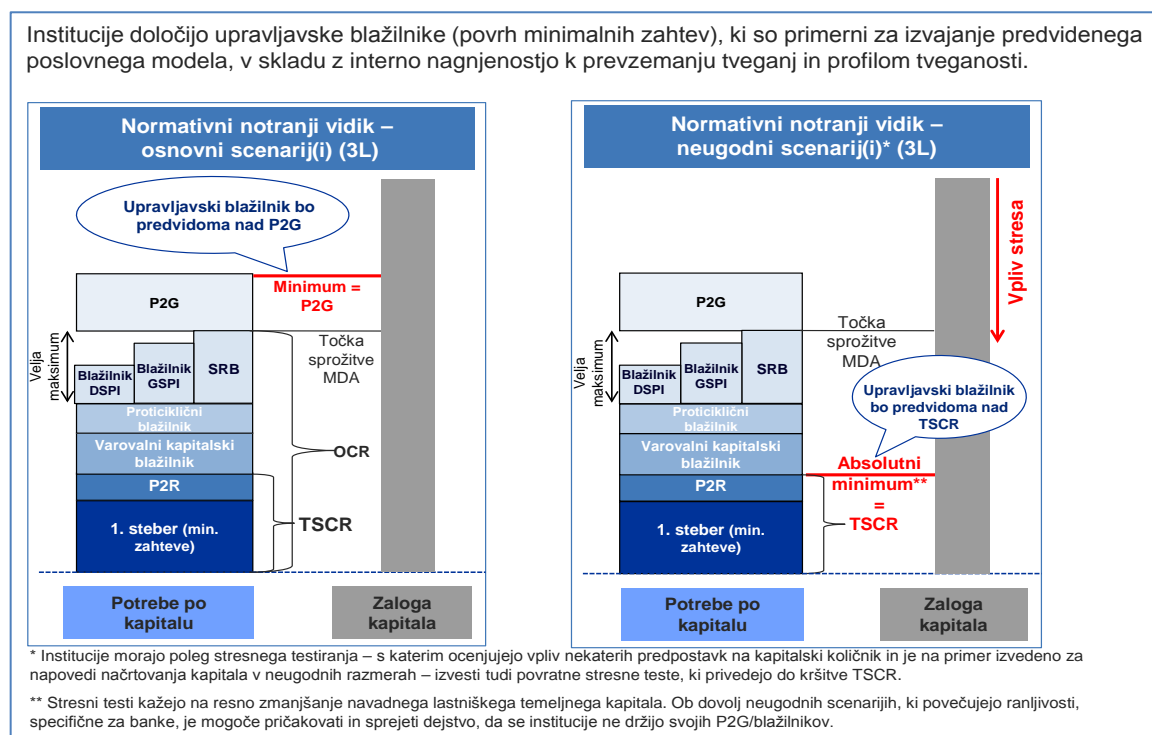 Institucije določijo upravljavske blažilnike (povrh minimalnih zahtev), ki so primerni za izvajanje predvidenega
poslovnega modela, v skladu z interno nagnjenostjo k prevzemanju tveganj in profilom tveganosti.
Normativni notranji vidik –
osnovni scenarij(i) (3L)
Upravljavski blažilnik bo
predvidoma nad P2G
Minimum =
P2G
P2G
Točka
sprožitve
MDA
Velja
maksimum
Blažilnik
DSPI
Blažilnik
GSPI
SRB
Proticiklični
blažilnik
Varovalni kapitalski
blažilnik
OCR
P2R
TSCR
1. steber (min.
zahteve)
Potrebe po
kapitalu
Zaloga
kapitala
Normativni notranji vidik –
neugodni scenarij(i)* (3L)
Vpliv stresa
P2G
Točka
sprožitve
MDA
Velja
maksimum
Blažilnik
DSPI
Blažilnik
GSPI
SRB
Upravljavski blažilnik
bo predvidoma nad
TSCR
Proticiklični
blažilnik
Varovalni kapitalski
blažilnik
Absolutni
minimum**
=
TSCR
P2R
1. steber (min.
zahteve)
Potrebe po
kapitalu
Zaloga
kapitala
* Institucije morajo poleg stresnega testiranja – s katerim ocenjujejo vpliv nekaterih predpostavk na kapitalski količnik in je na primer izvedeno za
napovedi načrtovanja kapitala v neugodnih razmerah – izvesti tudi povratne stresne teste, ki privedejo do kršitve TSCR.
** Stresni testi kažejo na resno zmanjšanje navadnega lastniškega temeljnega kapitala. Ob dovolj neugodnih scenarijih, ki povečujejo ranljivosti,
specifične za banke, je mogoče pričakovati in sprejeti dejstvo, da se institucije ne držijo svojih P2G/blažilnikov.